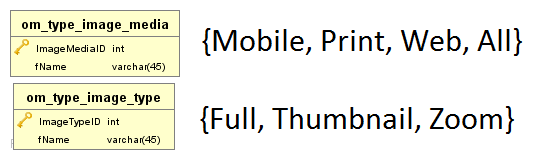 om_type_image_media
ImageMediaID int
fName varchar(45)
{Mobile, Print, Web, All}
om_type_image_type
ImageTypeID int
fName varchar(45)
{Full, Thumbnail, Zoom}